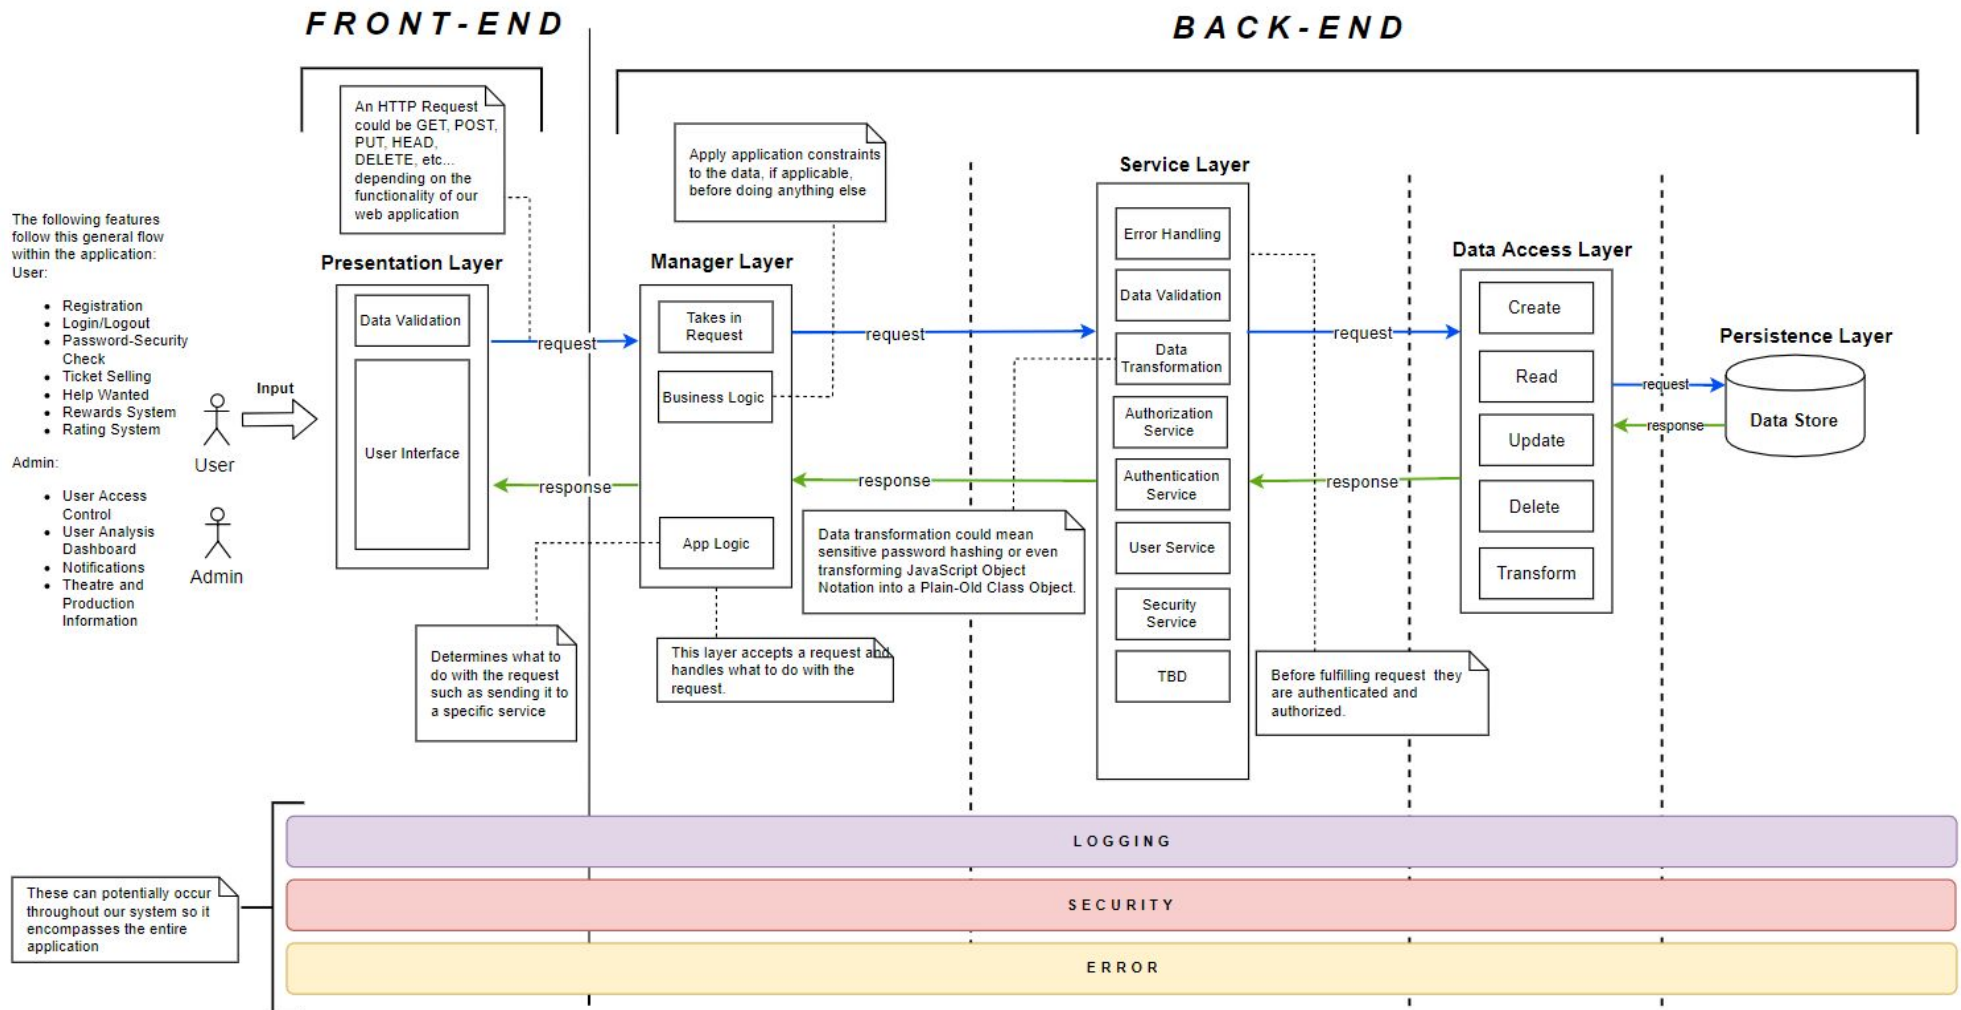 FRONT-END
BACK-END
An HTTP Request
could be GET, POST,
PUT, HEAD,
DELETE, etc...
depending on the
functionality of our
web application
Apply application constraints
to the data, if applicable,
before doing anything else
The following features
follow this general flow
within the application:
User:
Registration
Login/Logout
Password-Security
Check
Ticket Selling
Help Wanted
Rewards System
Rating System
Admin:
User Access
Control
User Analysis
Dashboard
Notifications
Theatre and
Production
Information
User
Admin
Input
Presentation Layer
Data Validation
User Interface
request
response
Manager Layer
Takes in
Request
Business Logic
App Logic
Determines what to
do with the request
such as sending it to
a specific service
This layer accepts a request and
handles what to do with the
request.
request
response
Data transformation could mean
sensitive password hashing or even
transforming JavaScript Object
Notation into a Plain-Old Class Object.
Service Layer
Error Handling
Data Validation
Data
Transformation
Authorization
Service
Authentication
Service
User Service
Security
Service
TBD
request
response
Before fulfilling request they
are authenticated and
authorized.
Data Access Layer
Create
Read
Update
Delete
Transform
request
response
Persistence Layer
Data Store
These can potentially occur
throughout our system so it
encompasses the entire
application
LOGGING
SECURITY
ERROR